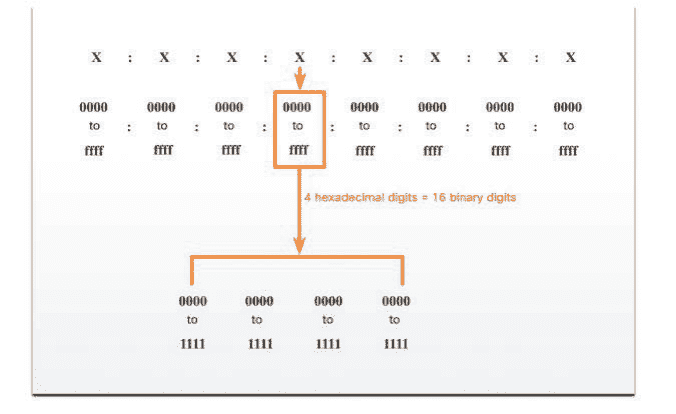 X : X : X : X : X : X : X : X
0000 0000 0000 0000 0000 0000 0000 0000
to : to : to : to : to : to : to : to
ffff ffff ffff ffff ffff ffff ffff ffff
4 hexadecimal digits = 16 binary digits
0000 0000 0000 0000
to to to to
1111 1111 1111 1111